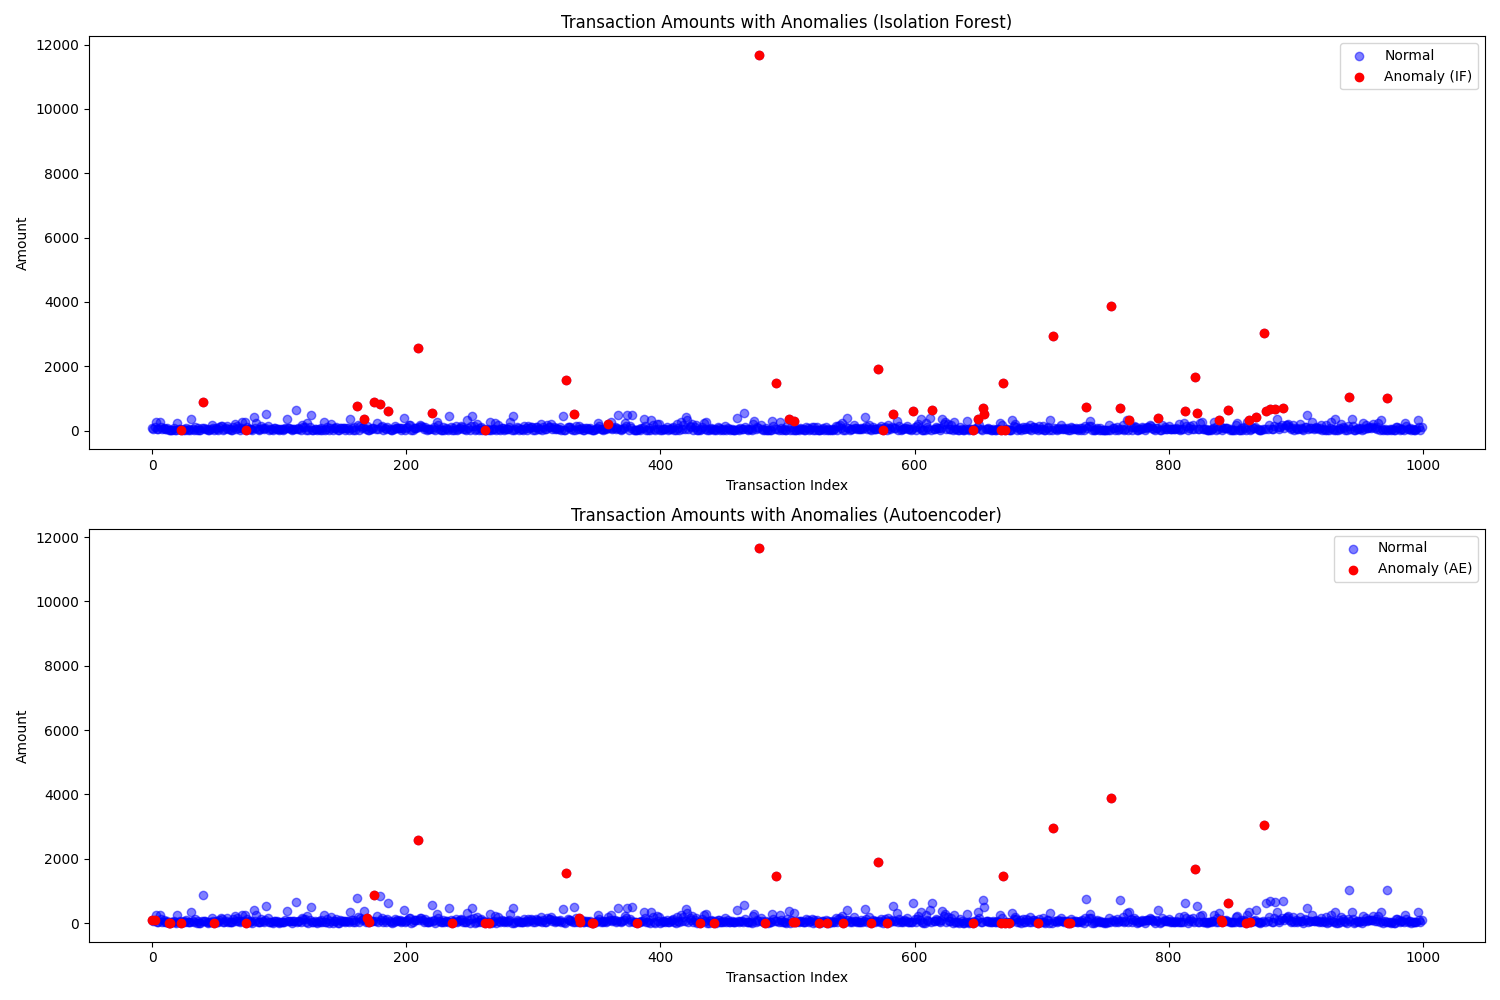 Transaction Amounts with Anomalies (Isolation Forest)
12000
10000
8000
6000
4000
2000
0
Amount
Normal
Anomaly (IF)
0 200 400 600 800 1000
Transaction Index
Transaction Amounts with Anomalies (Autoencoder)
12000
10000
8000
6000
4000
2000
0
Amount
Normal
Anomaly (AE)
0 200 400 600 800 1000
Transaction Index